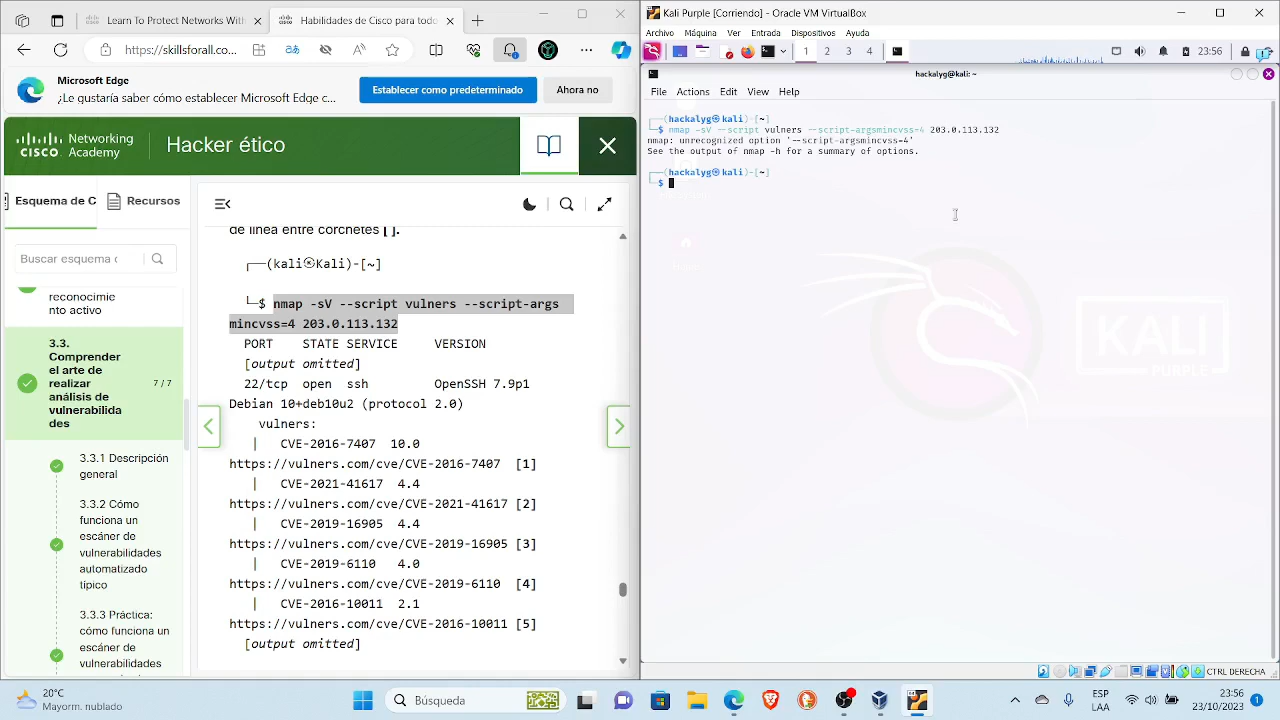 Learn To Protect Networks With
Habilidades de Cisco para todo
https://skillsforall.co...
Microsoft Edge
¿Le gustaría saber cómo establecer Microsoft Edge c...
Establecer como predeterminado
Ahora no
CISCO
Networking
Academy
Hacker ético
Esquema de C
Recursos
Buscar esquema c
reconocimie
nto activo
3.3.
Comprender
el arte de
realizar
análisis de
vulnerabilida
des
7 / 7
3.3.1 Descripción
general
3.3.2 Cómo
funciona un
escáner de
vulnerabilidades
automatizado
típico
3.3.3 Práctica:
cómo funciona un
escáner de
vulnerabilidades
de línea entre corchetes [ ].
┌──(kali㉿Kali)-[~]
└─$ nmap -sV --script vulners --script-args
mincvss=4 203.0.113.132
PORT STATE SERVICE VERSION
[output omitted]
22/tcp open ssh OpenSSH 7.9p1
Debian 10+deb10u2 (protocol 2.0)
vulners:
| CVE-2016-7407 10.0
https://vulners.com/cve/CVE-2016-7407 [1]
| CVE-2021-41617 4.4
https://vulners.com/cve/CVE-2021-41617 [2]
| CVE-2019-16905 4.4
https://vulners.com/cve/CVE-2019-16905 [3]
| CVE-2019-6110 4.0
https://vulners.com/cve/CVE-2019-6110 [4]
| CVE-2016-10011 2.1
https://vulners.com/cve/CVE-2016-10011 [5]
[output omitted]
Kali Purple [Corriendo] - Oracle VM VirtualBox
Archivo Máquina Ver Entrada Dispositivos Ayuda
1 2 3 4
23:56
hackalyg@kali: ~
File Actions Edit View Help
┌──(hackalyg㉿kali)-[~]
└─$ nmap -sV --script vulners --script-argsmincvss=4 203.0.113.132
nmap: unrecognized option '--script-argsmincvss=4'
See the output of nmap -h for a summary of options.
┌──(hackalyg㉿kali)-[~]
└─$
KALI
PURPLE
CTRL DERECHA
20°C
Mayorm. nublado
Búsqueda
ESP
LAA
23:56
23/10/2023
1